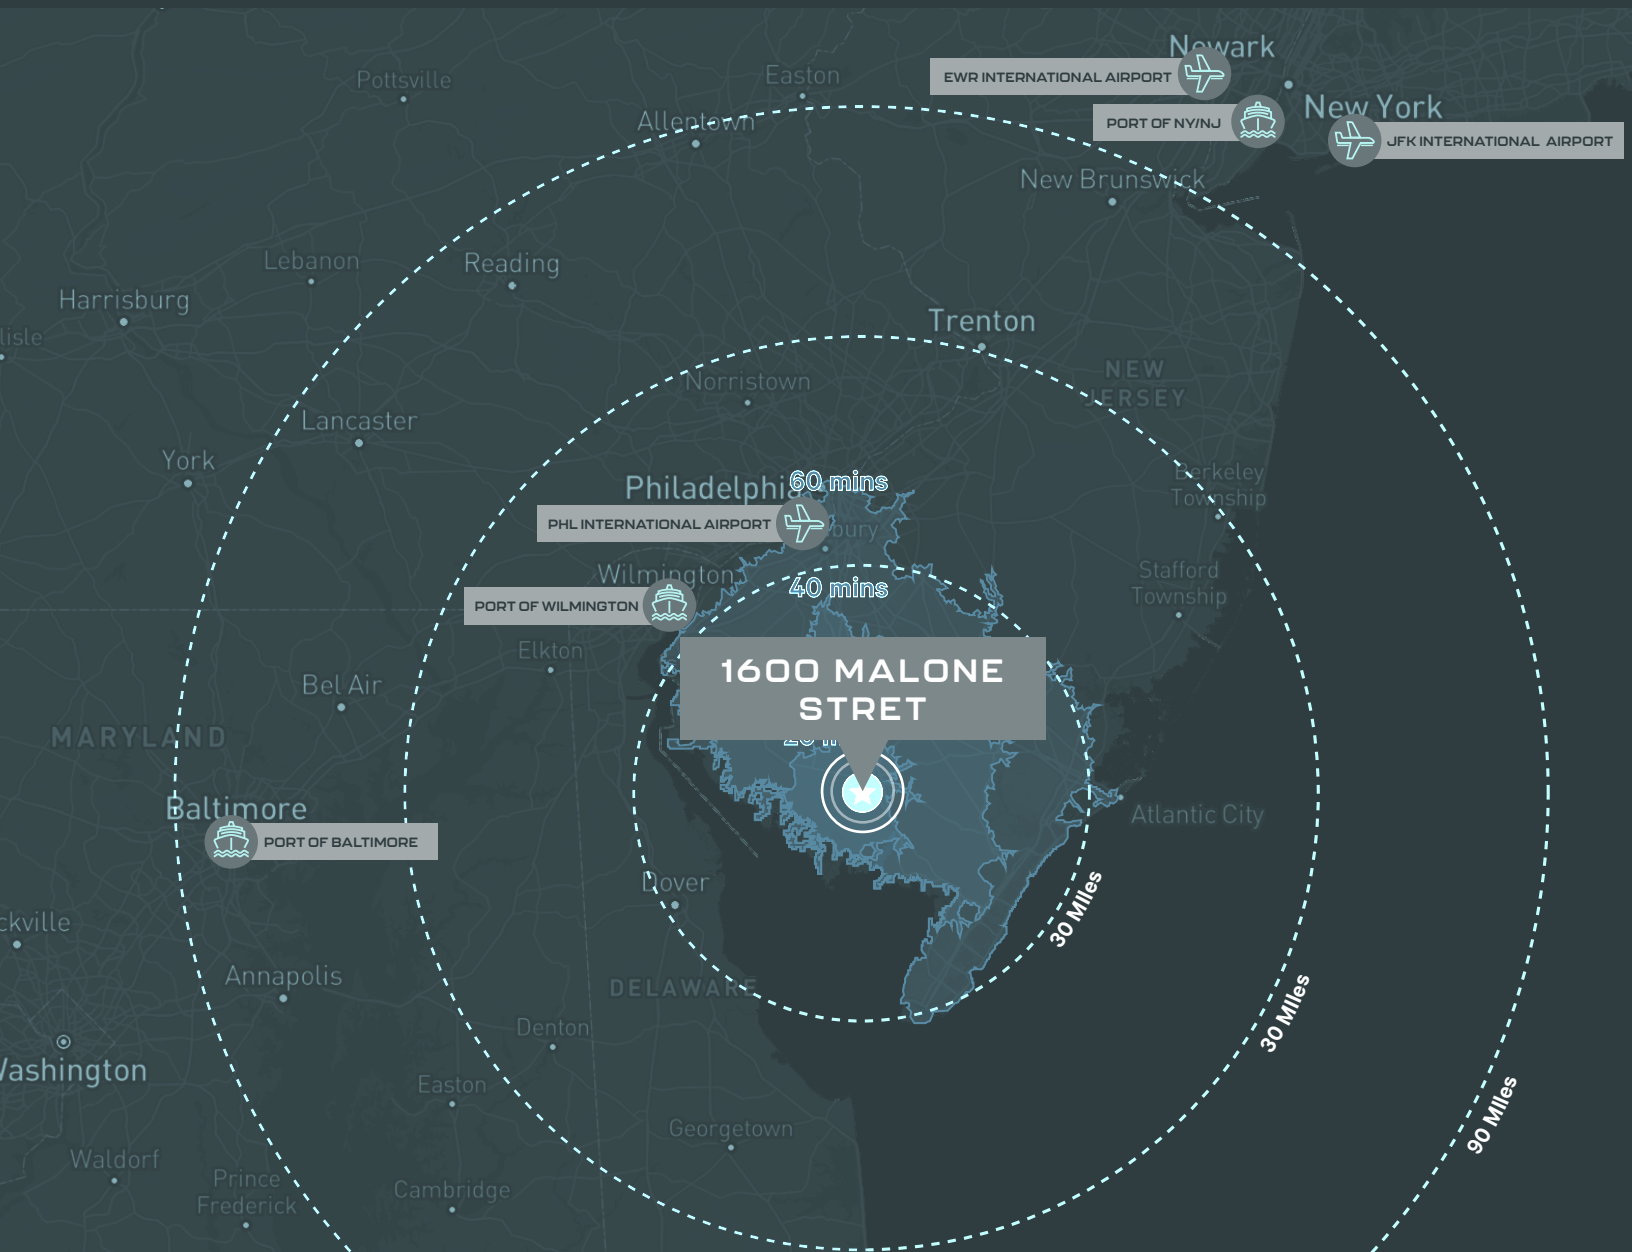 Newark
EWR INTERNATIONAL AIRPORT
Easton
Pottsville
New York
PORT OF NY/NJ
Allentown
JFK INTERNATIONAL AIRPORT
New Brunswick
Lebanon
Reading
Harrisburg
Trenton
lisle
NEW
JERSEY
Norristown
Lancaster
York
Berkeley
Township
Philadelphia
60 mins
PHL INTERNATIONAL AIRPORT
bury
Wilmington
40 mins
Stafford
Township
PORT OF WILMINGTON
Elkton
1600 MALONE
STRET
Bel Air
MARYLAND
Baltimore
Atlantic City
PORT OF BALTIMORE
Dover
30 MIles
ckville
Annapolis
DELAWARE
30 MIles
Denton
Washington
Easton
90 MIles
Georgetown
Waldorf
Prince
Frederick
Cambridge